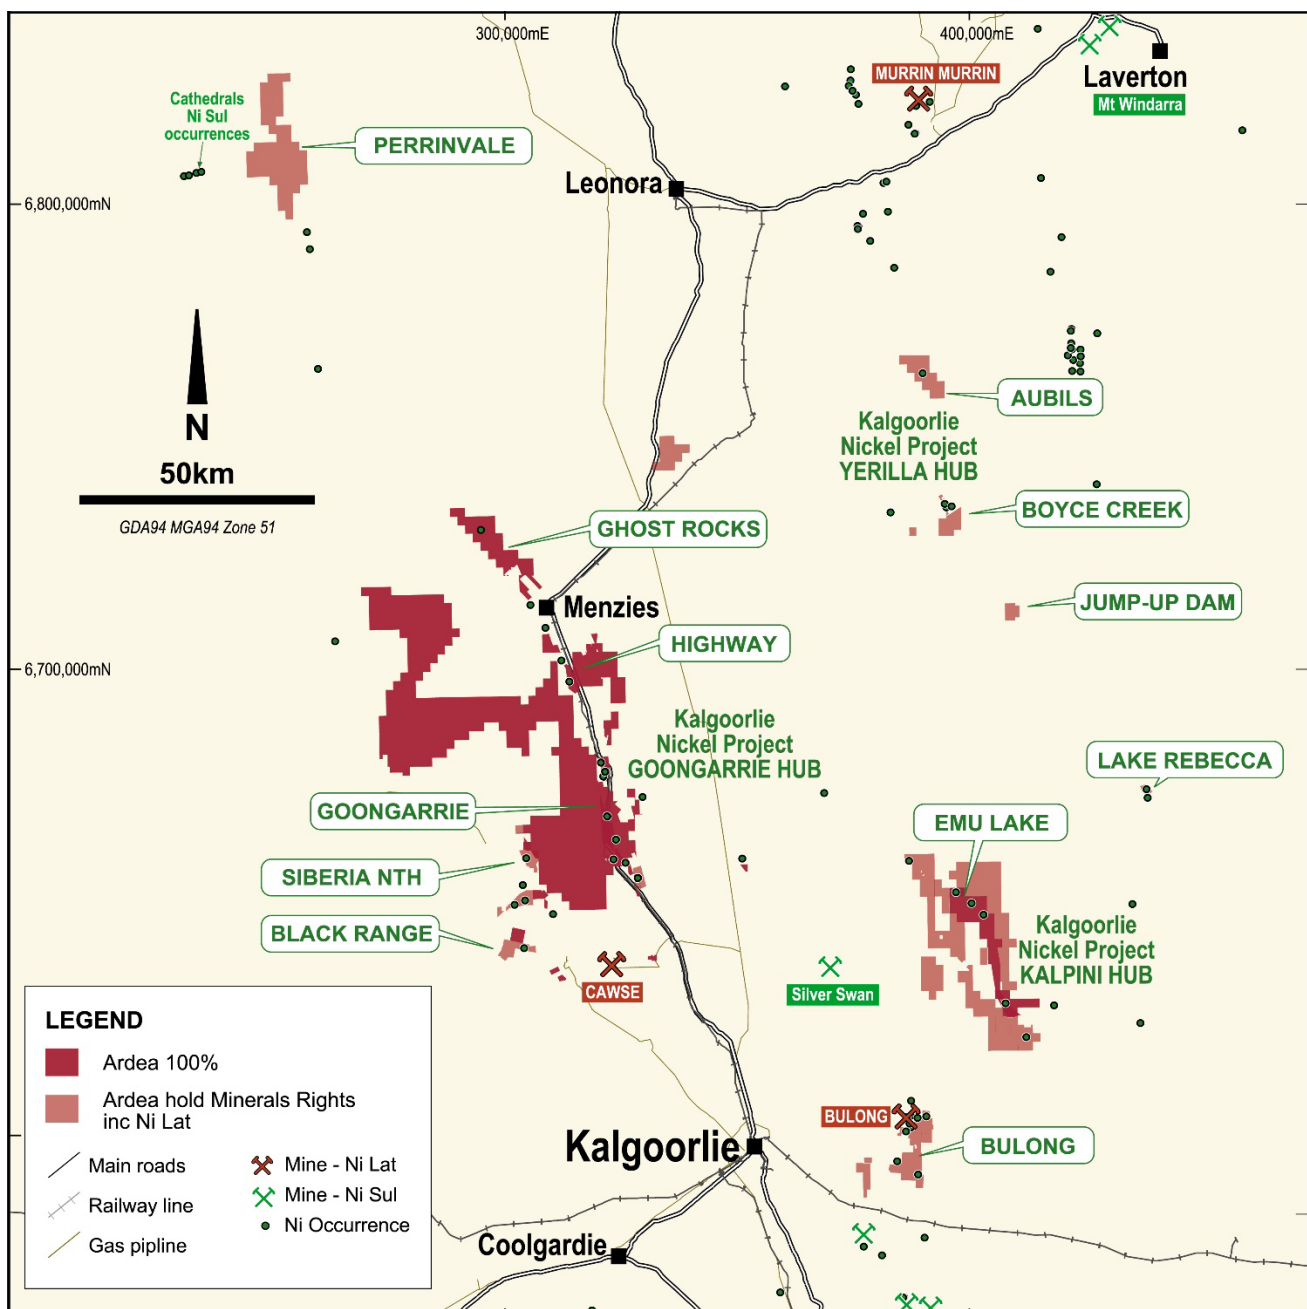 300,000mE
400,000mE
MURRIN MURRIN
Laverton
Mt Windarra
Cathedrals
Ni Sul
occurrences
PERRINVALE
Leonora
6,800,000mN
N
50km
GDA94 MGA94 Zone 51
AUBILS
Kalgoorlie
Nickel Project
YERILLA HUB
BOYCE CREEK
GHOST ROCKS
JUMP-UP DAM
Menzies
HIGHWAY
6,700,000mN
Kalgoorlie
Nickel Project
GOONGARRIE HUB
LAKE REBECCA
GOONGARRIE
EMU LAKE
SIBERIA NTH
BLACK RANGE
Kalgoorlie
Nickel Project
KALPINI HUB
CAWSE
Silver Swan
LEGEND
Ardea 100%
Ardea hold Minerals Rights
inc Ni Lat
Main roads
Mine - Ni Lat
Railway line
Mine - Ni Sul
Gas pipline
Ni Occurrence
BULONG
BULONG
Kalgoorlie
Coolgardie